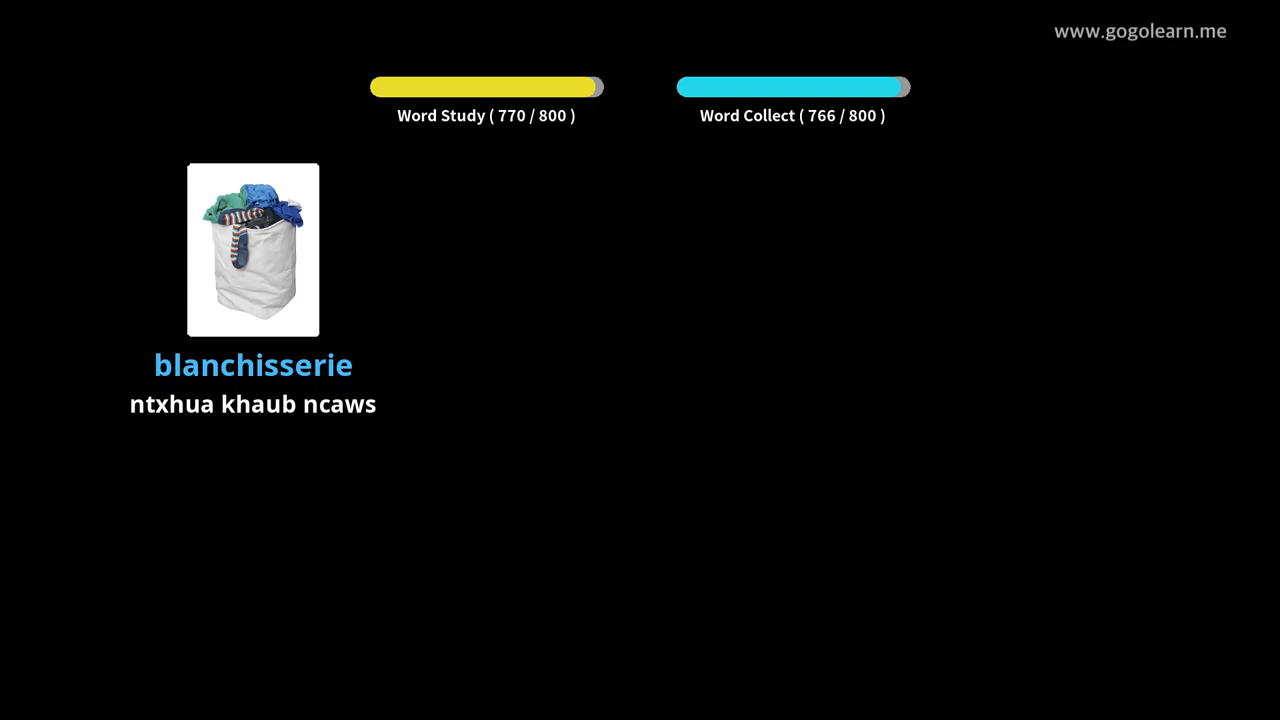 www.gogolearn.me
Word Study ( 770 / 800 )
Word Collect ( 766 / 800 )
blanchisserie
ntxhua khaub ncaws